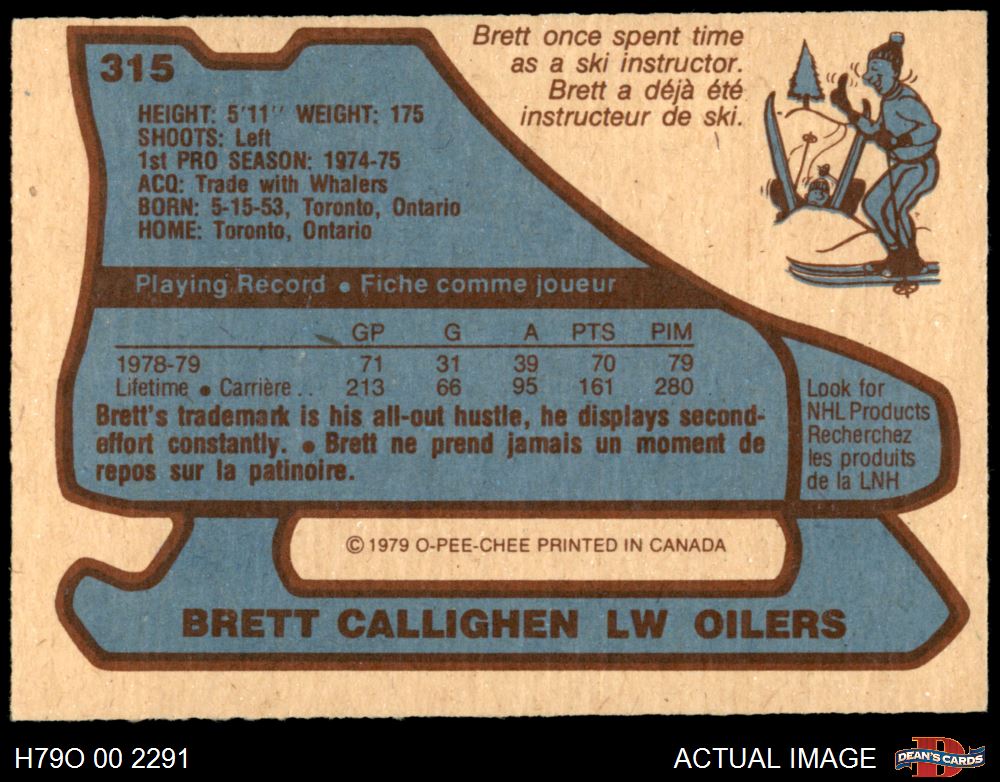 315
Brett once spent time
as a ski instructor.
Brett a déjà été
instructeur de ski.
HEIGHT: 5'11" WEIGHT: 175
SHOOTS: Left
1st PRO SEASON: 1974-75
ACQ: Trade with Whalers
BORN: 5-15-53, Toronto, Ontario
HOME: Toronto, Ontario
Playing Record • Fiche comme joueur
GP G A PTS PIM
1978-79 71 31 39 70 79
Lifetime • Carrière .. 213 66 95 161 280
Brett's trademark is his all-out hustle, he displays second-
effort constantly. • Brett ne prend jamais un moment de
repos sur la patinoire.
Look for
NHL Products
Recherchez
les produits
de la LNH
© 1979 O-PEE-CHEE PRINTED IN CANADA
BRETT CALLIGHEN LW OILERS
H79O 00 2291
ACTUAL IMAGE
D
DEAN'S CARDS